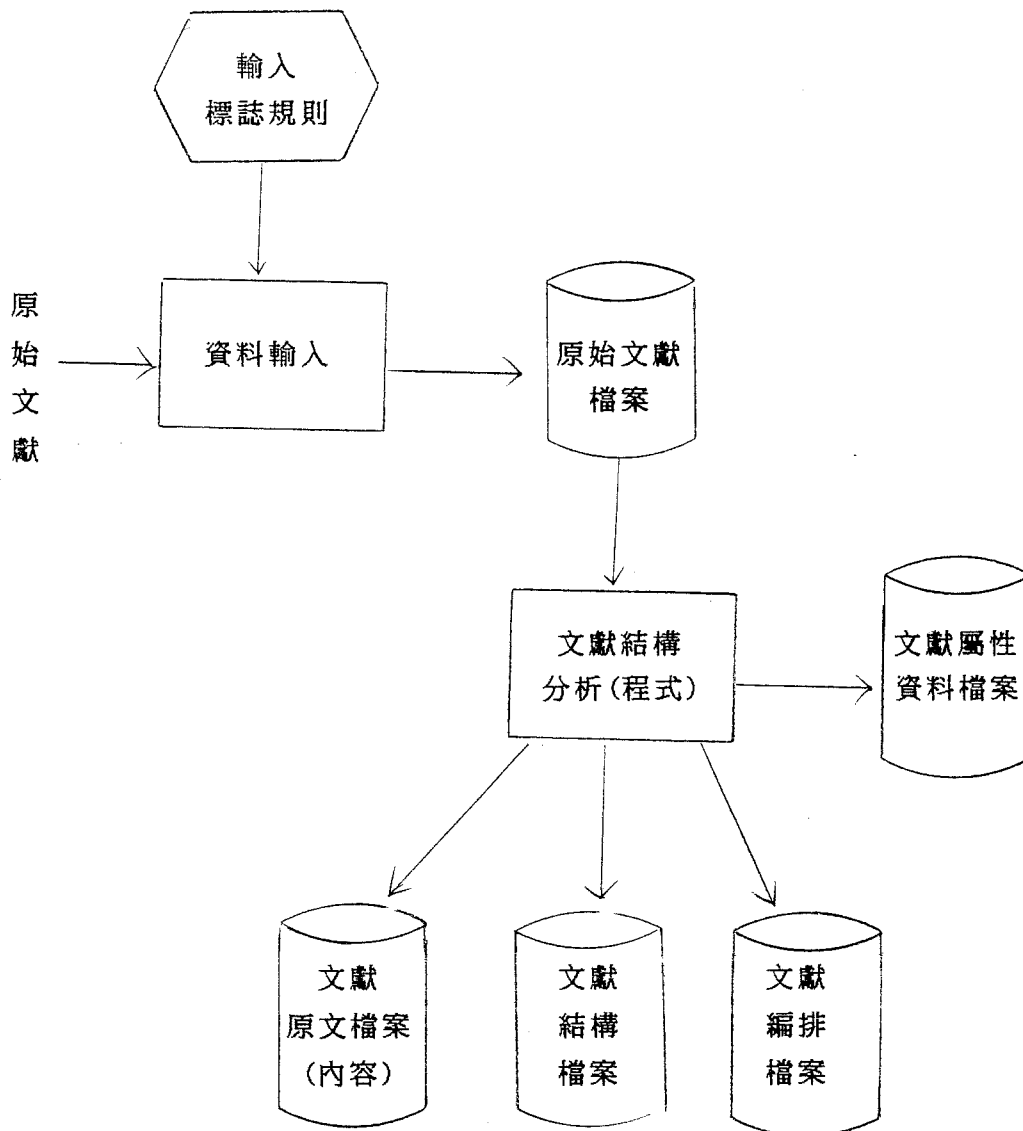 輸入
標誌規則
原始文獻
資料輸入
原始文獻
檔案
文獻結構
分析(程式)
文獻屬性
資料檔案
文獻
原文檔案
(內容)
文獻
結構
檔案
文獻
編排
檔案